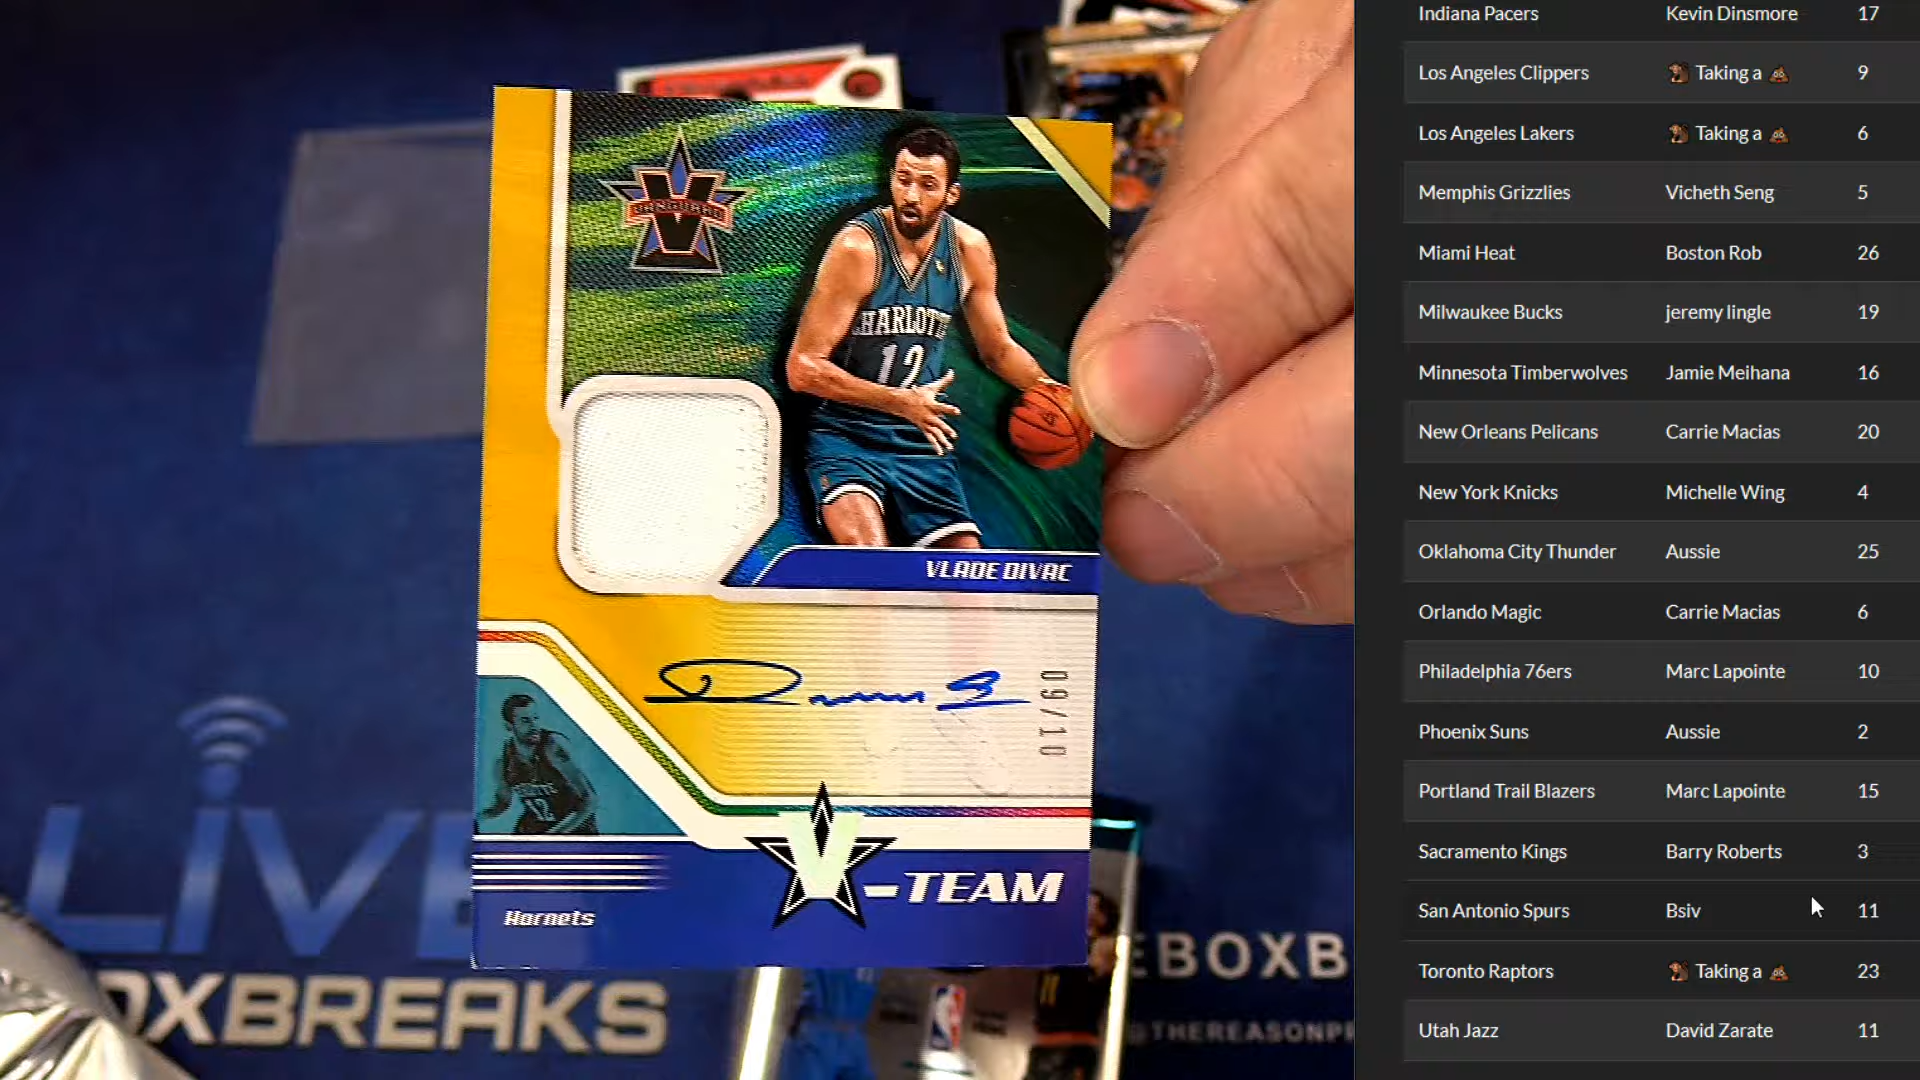 VANGUARD
CHARLOTTE
12
VLADE DIVAC
09/10
V-TEAM
Hornets
LIVE
OXBREAKS
EBOXB
@THEREASONPR
Indiana Pacers Kevin Dinsmore 17
Los Angeles Clippers 🐕 Taking a 💩 9
Los Angeles Lakers 🐕 Taking a 💩 6
Memphis Grizzlies Vicheth Seng 5
Miami Heat Boston Rob 26
Milwaukee Bucks jeremy lingle 19
Minnesota Timberwolves Jamie Meihana 16
New Orleans Pelicans Carrie Macias 20
New York Knicks Michelle Wing 4
Oklahoma City Thunder Aussie 25
Orlando Magic Carrie Macias 6
Philadelphia 76ers Marc Lapointe 10
Phoenix Suns Aussie 2
Portland Trail Blazers Marc Lapointe 15
Sacramento Kings Barry Roberts 3
San Antonio Spurs Bsiv 11
Toronto Raptors 🐕 Taking a 💩 23
Utah Jazz David Zarate 11